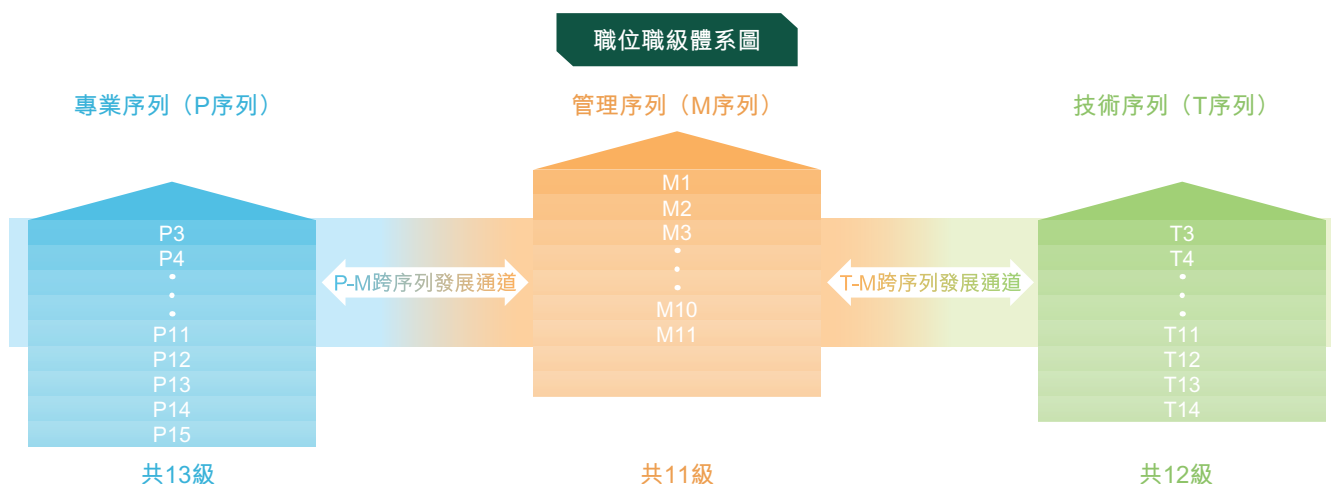 職位職級體系圖
專業序列（P序列）
管理序列（M序列）
技術序列（T序列）
P3
P4
P11
P12
P13
P14
P15
P-M跨序列發展通道
M1
M2
M3
M10
M11
T-M跨序列發展通道
T3
T4
T11
T12
T13
T14
共13級
共11級
共12級